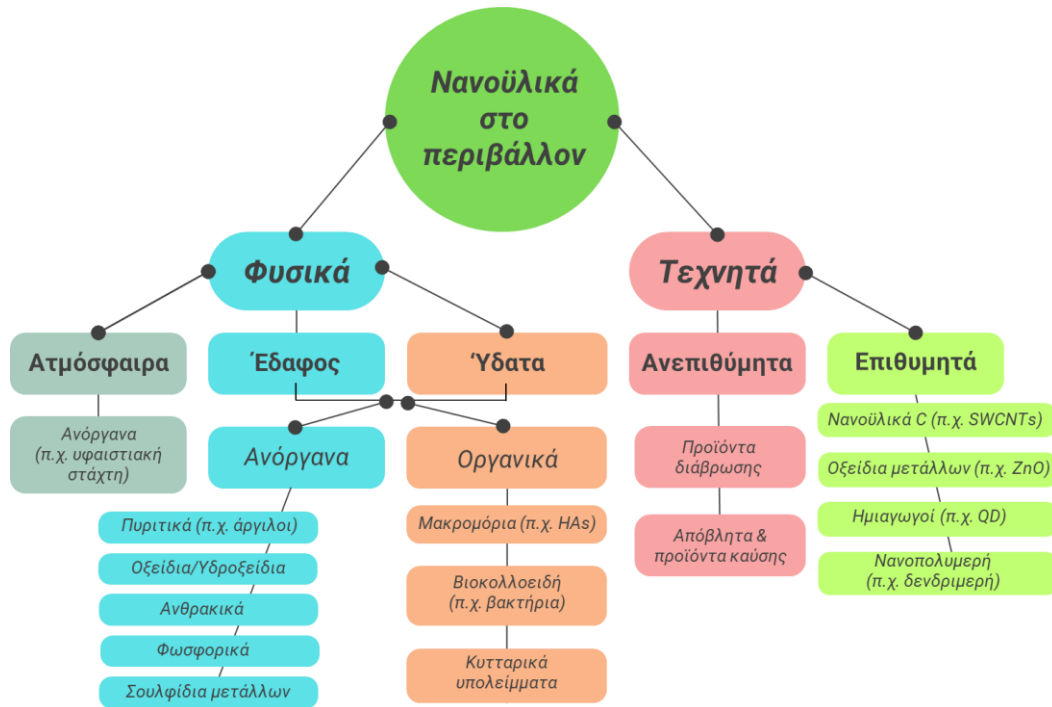 Νανοϋλικά
στο
περιβάλλον
Φυσικά
Τεχνητά
Ατμόσφαιρα
Έδαφος
Ύδατα
Ανεπιθύμητα
Επιθυμητά
Ανόργανα
(π.χ. υφαιστιακή
στάχτη)
Ανόργανα
Οργανικά
Πυριτικά (π.χ. άργιλοι)
Οξείδια/Υδροξείδια
Ανθρακικά
Φωσφορικά
Σουλφίδια μετάλλων
Μακρομόρια (π.χ. HAs)
Βιοκολλοειδή
(π.χ. βακτήρια)
Κυτταρικά
υπολείμματα
Προϊόντα
διάβρωσης
Απόβλητα &
προϊόντα καύσης
Νανοϋλικά C (π.χ. SWCNTs)
Οξείδια μετάλλων (π.χ. ZnO)
Ημιαγωγοί (π.χ. QD)
Νανοπολυμερή
(π.χ. δενδριμερή)